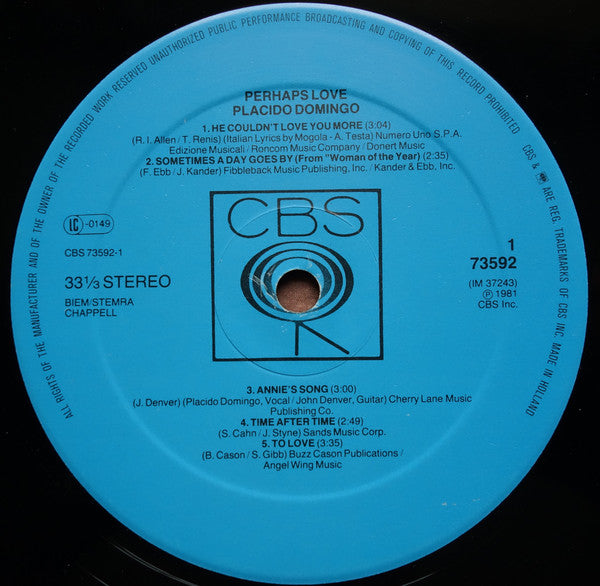 ALL RIGHTS OF THE MANUFACTURER AND OF THE OWNER OF THE RECORDED WORK RESERVED UNAUTHORIZED PUBLIC PERFORMANCE BROADCASTING AND COPYING OF THIS RECORD PROHIBITED
CBS & ARE REG. TRADEMARKS OF CBS INC. MADE IN HOLLAND
PERHAPS LOVE
PLACIDO DOMINGO
1. HE COULDN'T LOVE YOU MORE (3:04)
(R. I. Allen / T. Renis) (Italian Lyrics by Mogola - A. Testa) Numero Uno S.P.A.
Edizione Musicali / Roncom Music Company / Donert Music
2. SOMETIMES A DAY GOES BY (From "Woman of the Year) (2:35)
(F. Ebb / J. Kander) Fibbleback Music Publishing, Inc. / Kander & Ebb, Inc.
CBS
LC -0149
CBS 73592-1
33 1/3 STEREO
BIEM/STEMRA
CHAPPELL
1
73592
(IM 37243)
℗ 1981
CBS Inc.
3. ANNIE'S SONG (3:00)
(J. Denver) (Placido Domingo, Vocal / John Denver, Guitar) Cherry Lane Music
Publishing Co.
4. TIME AFTER TIME (2:49)
(S. Cahn / J. Styne) Sands Music Corp.
5. TO LOVE (3:35)
(B. Cason / S. Gibb) Buzz Cason Publications /
Angel Wing Music